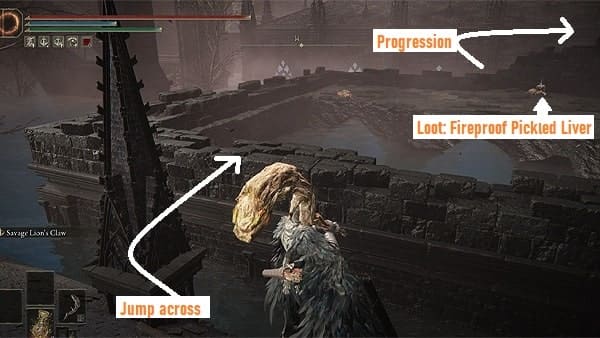 Progression
Loot: Fireproof Pickled Liver
Savage Lion's Claw
Jump across